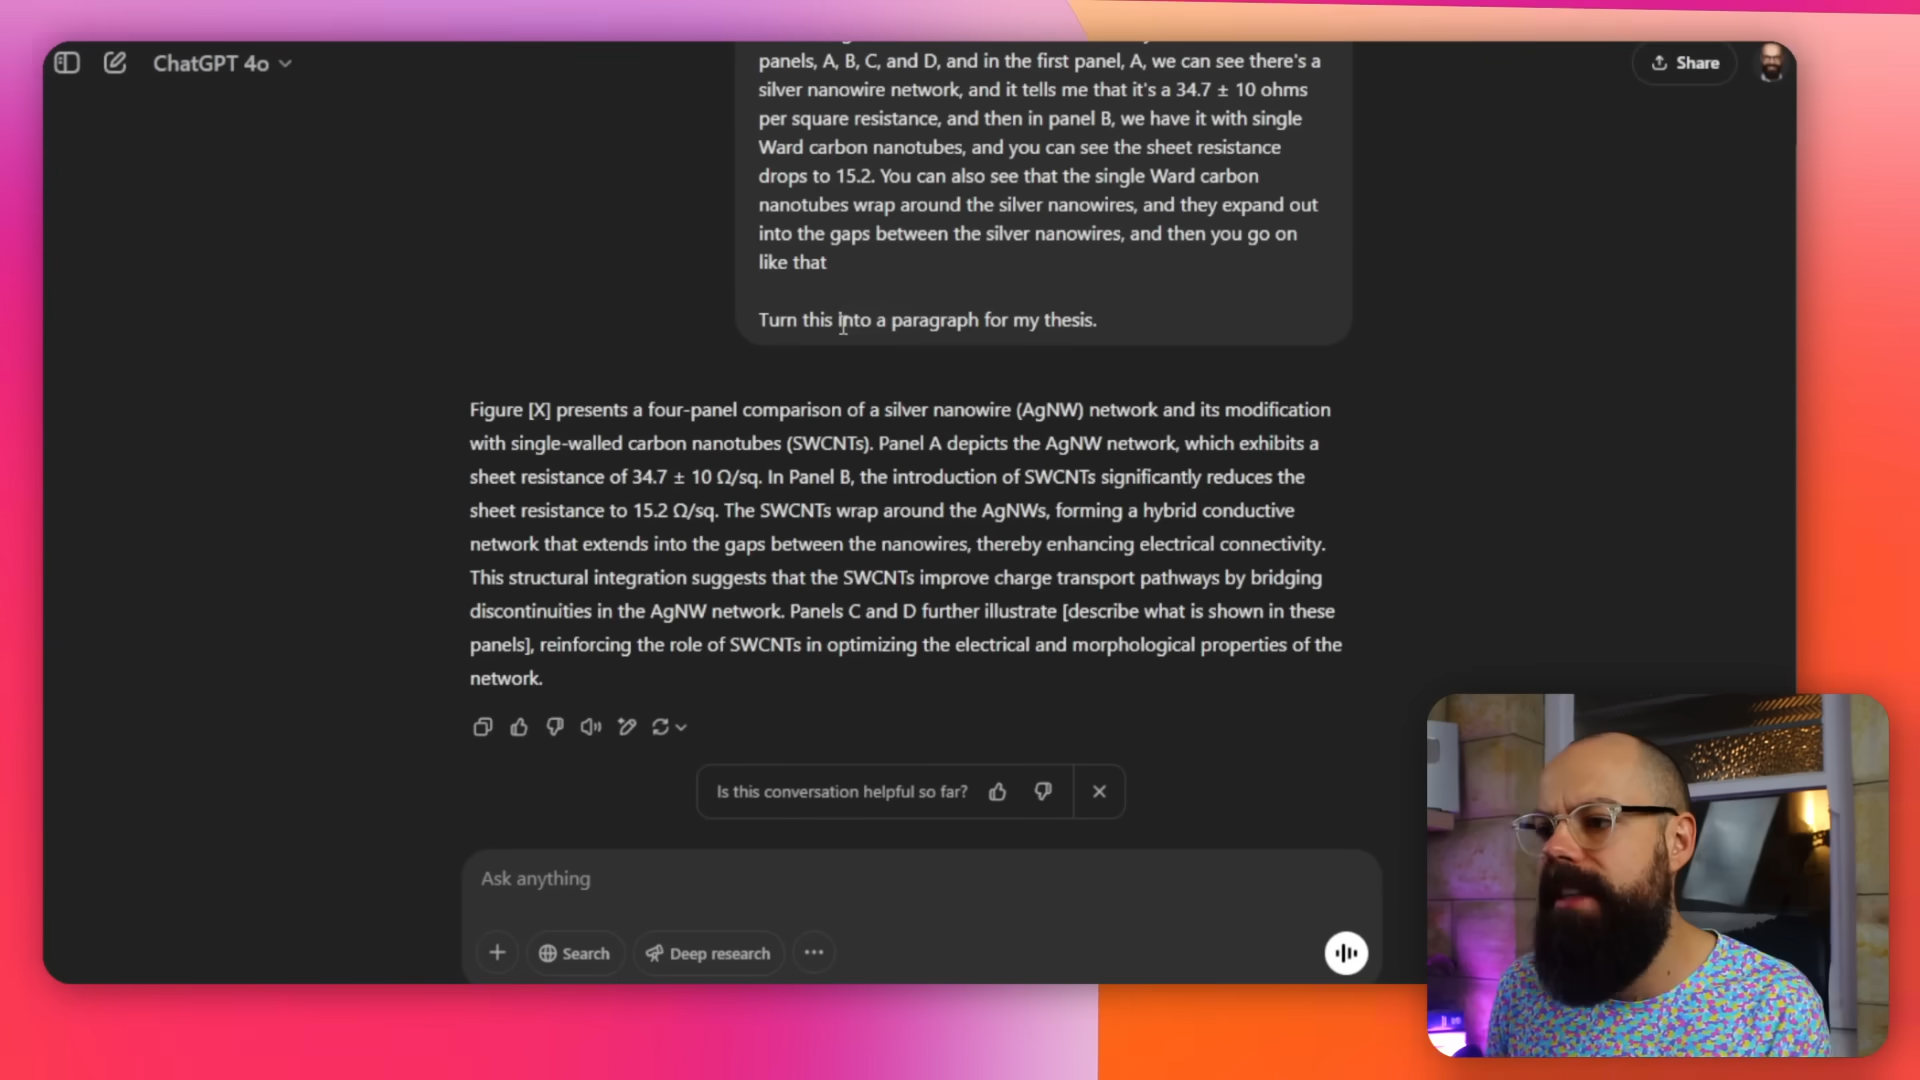 ChatGPT 4o
Share
panels, A, B, C, and D, and in the first panel, A, we can see there's a
silver nanowire network, and it tells me that it's a 34.7 ± 10 ohms
per square resistance, and then in panel B, we have it with single
Ward carbon nanotubes, and you can see the sheet resistance
drops to 15.2. You can also see that the single Ward carbon
nanotubes wrap around the silver nanowires, and they expand out
into the gaps between the silver nanowires, and then you go on
like that
Turn this into a paragraph for my thesis.
Figure [X] presents a four-panel comparison of a silver nanowire (AgNW) network and its modification
with single-walled carbon nanotubes (SWCNTs). Panel A depicts the AgNW network, which exhibits a
sheet resistance of 34.7 ± 10 Ω/sq. In Panel B, the introduction of SWCNTs significantly reduces the
sheet resistance to 15.2 Ω/sq. The SWCNTs wrap around the AgNWs, forming a hybrid conductive
network that extends into the gaps between the nanowires, thereby enhancing electrical connectivity.
This structural integration suggests that the SWCNTs improve charge transport pathways by bridging
discontinuities in the AgNW network. Panels C and D further illustrate [describe what is shown in these
panels], reinforcing the role of SWCNTs in optimizing the electrical and morphological properties of the
network.
Is this conversation helpful so far?
Ask anything
Search
Deep research